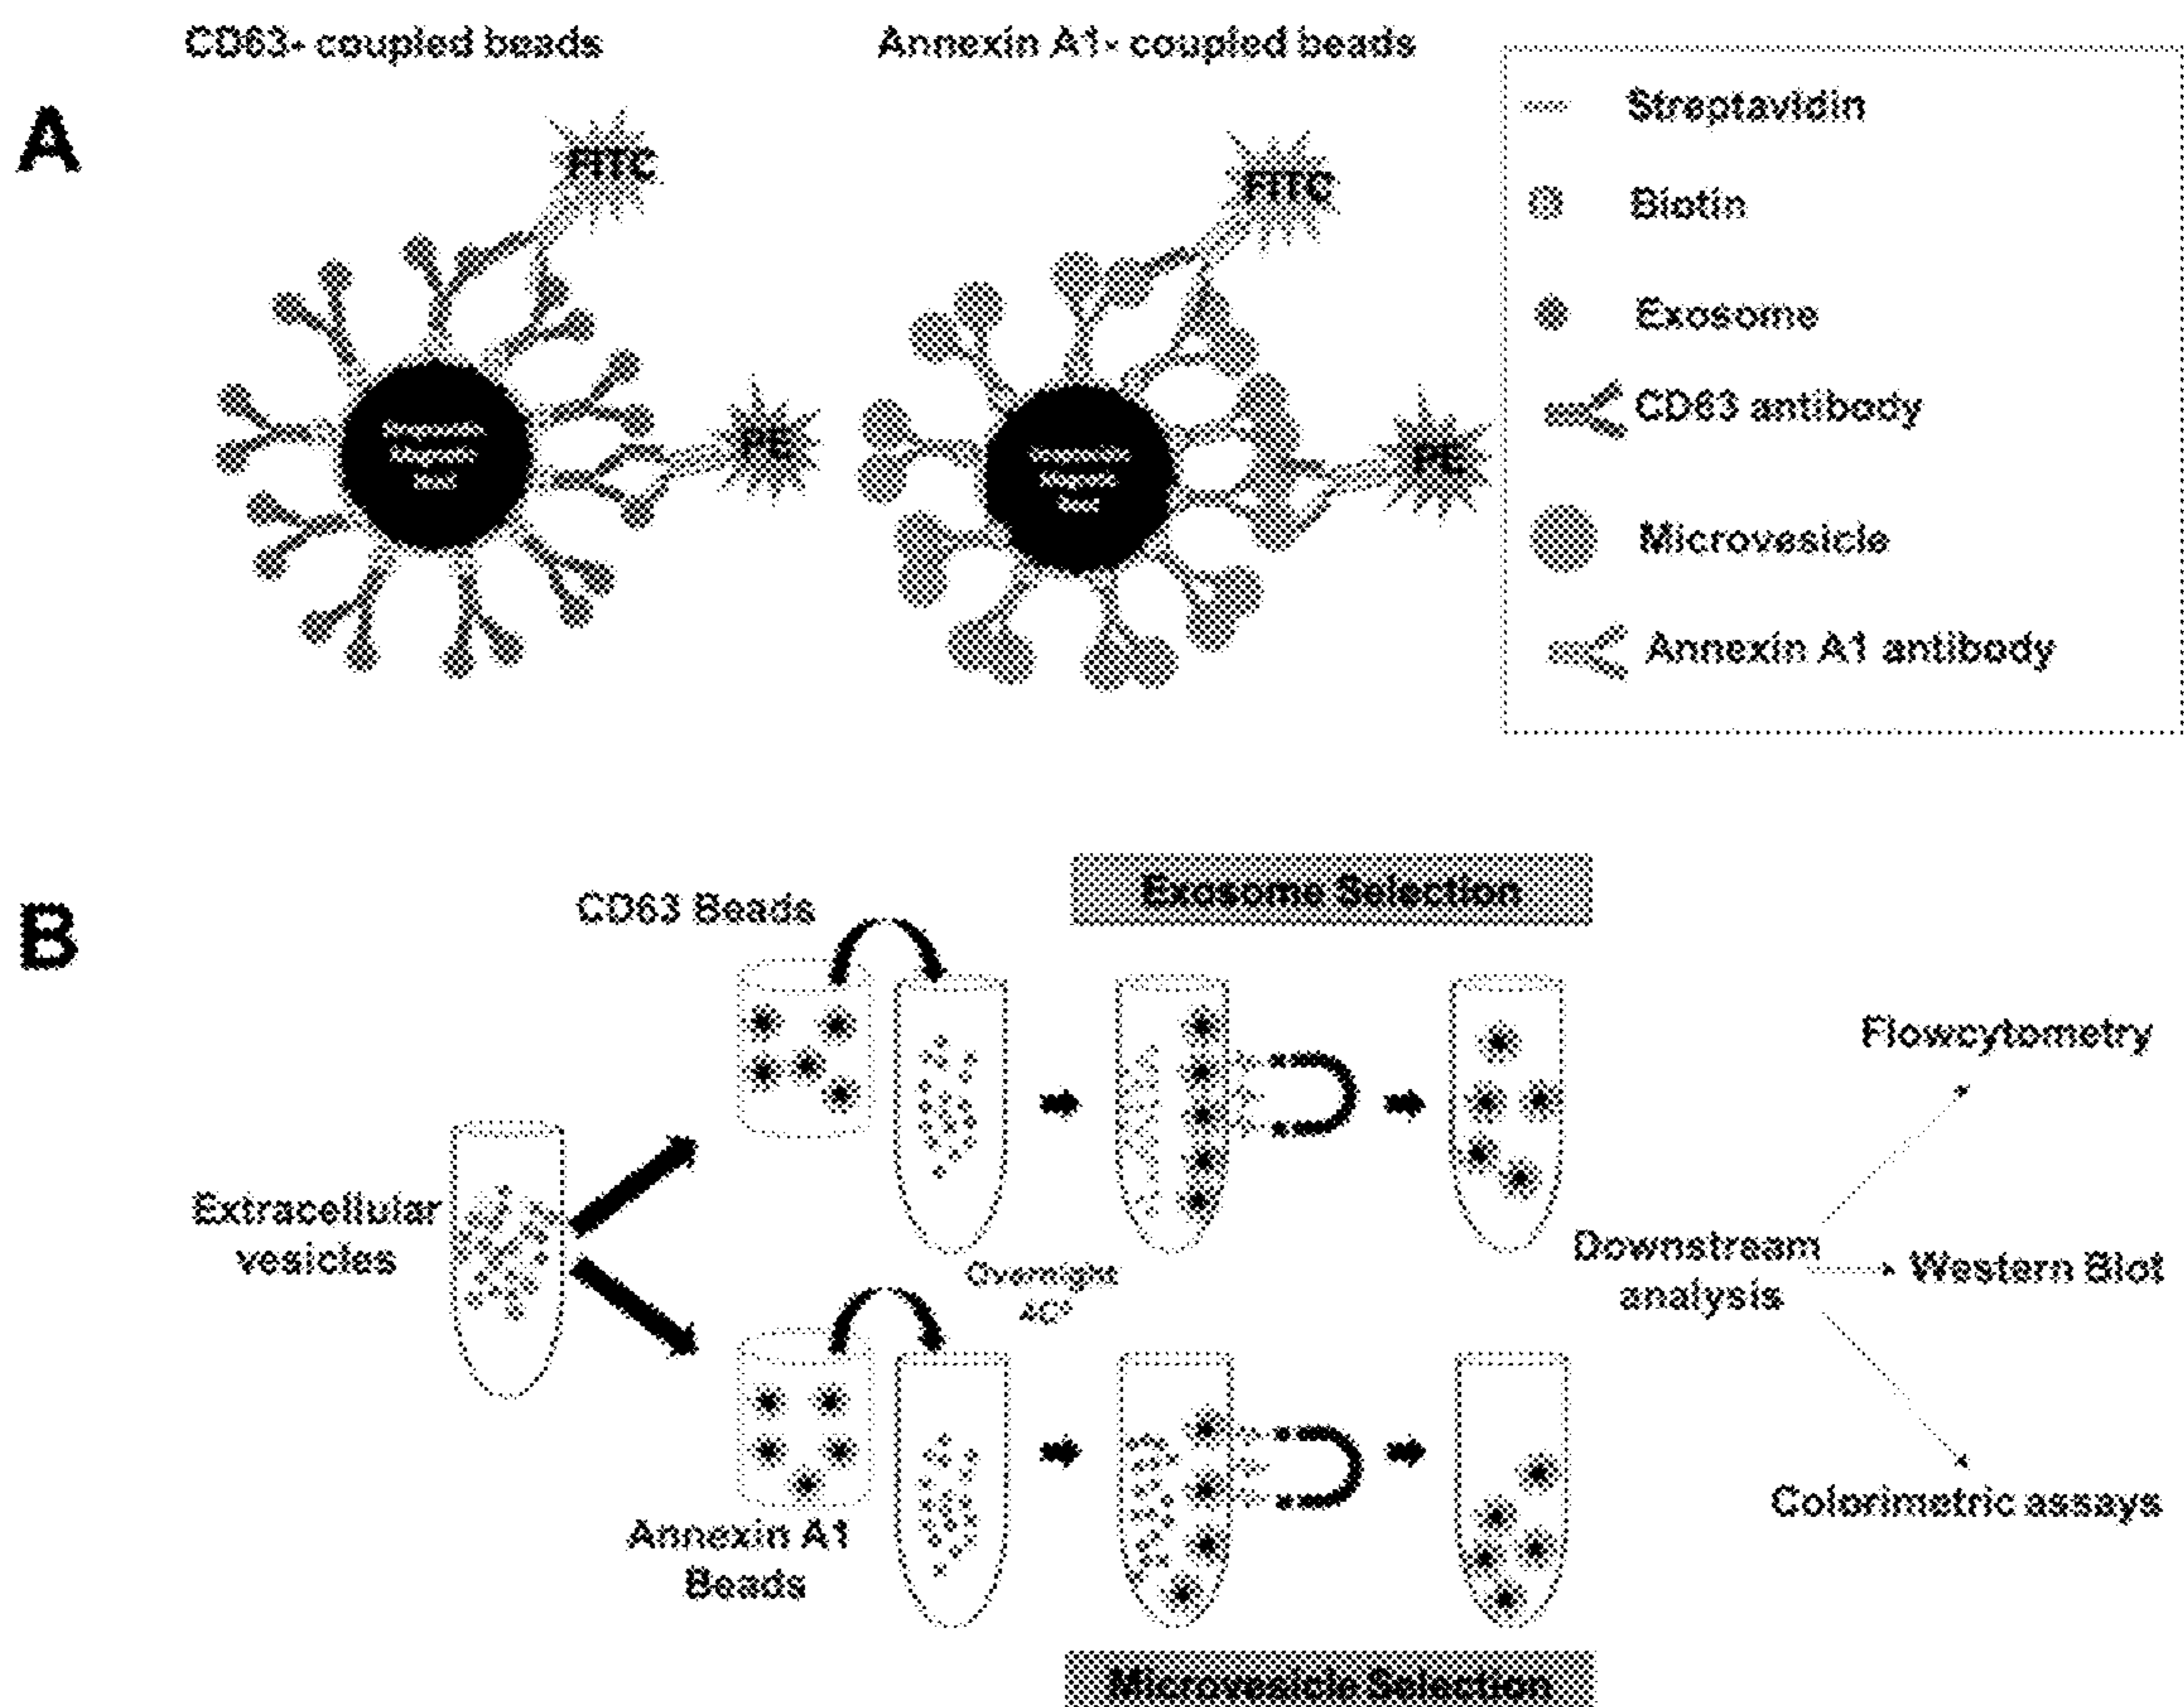 CD63- coupled beads
Annexin A1- coupled beads
A
FITC
FITC
PE
PE
Streptavidin
Biotin
Exosome
CD63 antibody
Microvesicle
Annexin A1 antibody
B
CD63 Beads
Exosome Selection
Extracellular
vesicles
Overnight
4C°
Annexin A1
Beads
Microvesicle Selection
Downstream
analysis
Flowcytometry
Western Blot
Colorimetric assays